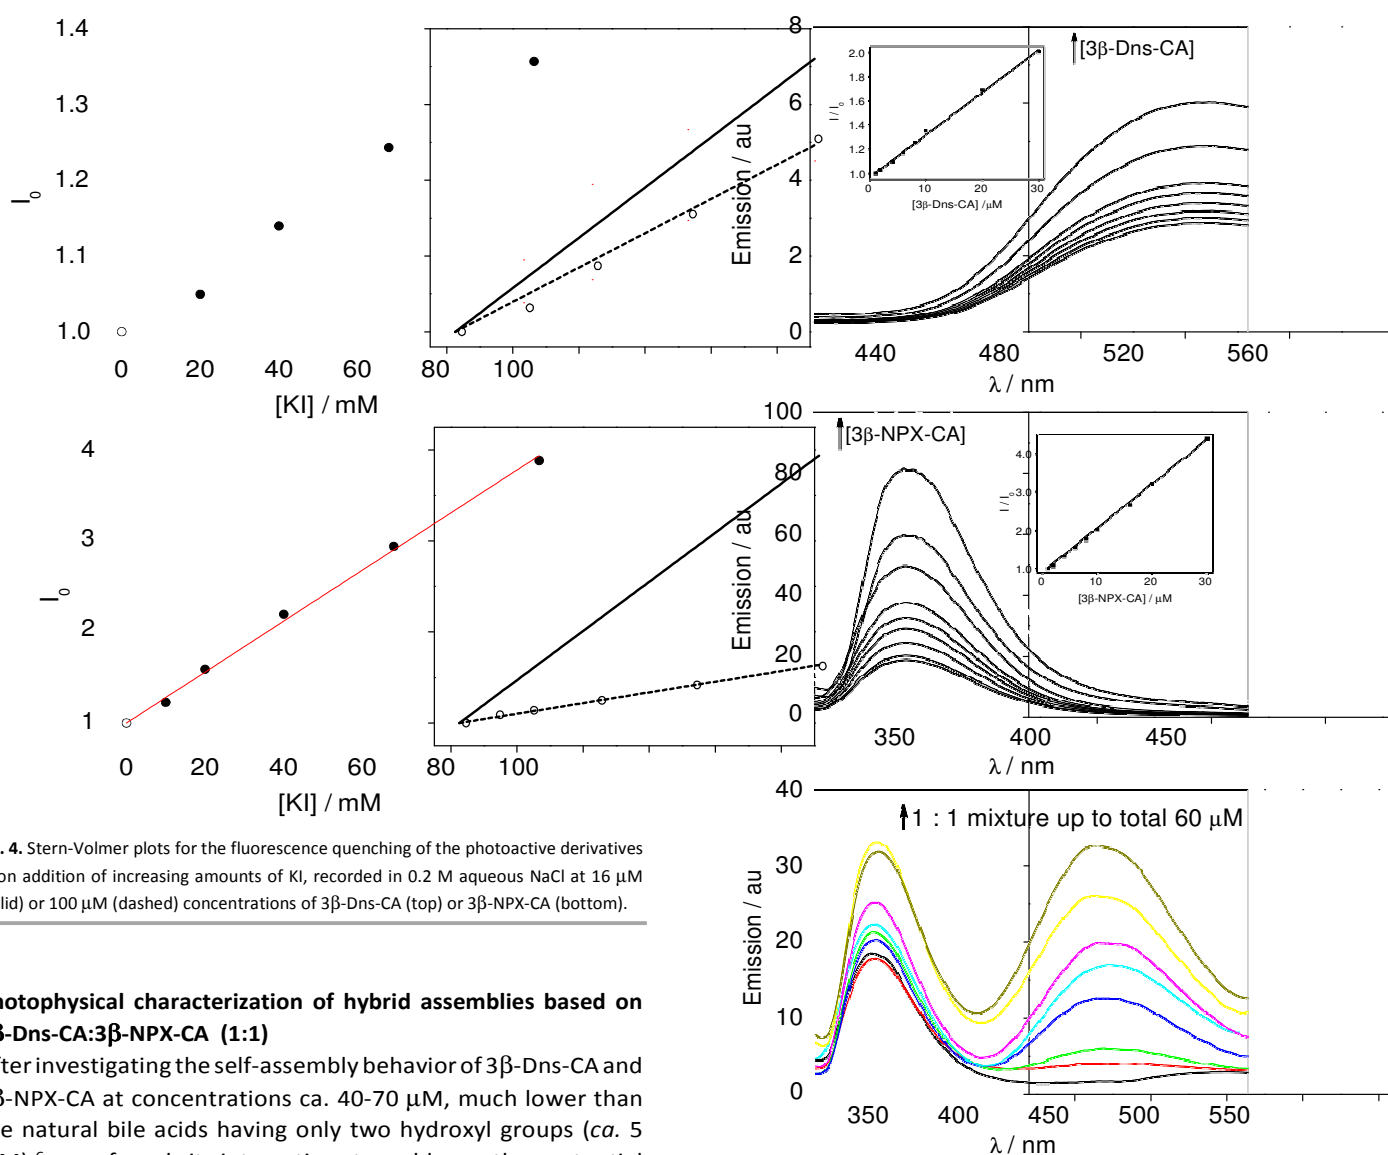 1.4
1.3
1.2
1.1
1.0
I0
0 20 40 60 80 100
[KI] / mM
4
3
2
1
I0
0 20 40 60 80 100
[KI] / mM
. 4. Stern-Volmer plots for the fluorescence quenching of the photoactive derivatives
on addition of increasing amounts of KI, recorded in 0.2 M aqueous NaCl at 16 μM
lid) or 100 μM (dashed) concentrations of 3β-Dns-CA (top) or 3β-NPX-CA (bottom).
hotophysical characterization of hybrid assemblies based on
β-Dns-CA:3β-NPX-CA (1:1)
fter investigating the self-assembly behavior of 3β-Dns-CA and
β-NPX-CA at concentrations ca. 40-70 μM, much lower than
e natural bile acids having only two hydroxyl groups (ca. 5
8
6
4
2
0
Emission / au
[3β-Dns-CA]
2.0
1.8
1.6
1.4
1.2
1.0
I / I0
0 10 20 30
[3β-Dns-CA] /μM
440 480 520 560
λ / nm
100
80
60
40
20
0
Emission / au
[3β-NPX-CA]
4.0
3.0
2.0
1.0
I / I0
0 10 20 30
[3β-NPX-CA] / μM
350 400 450
λ / nm
40
30
20
10
0
Emission / au
1 : 1 mixture up to total 60 μM
350 400 450 500 550
λ / nm